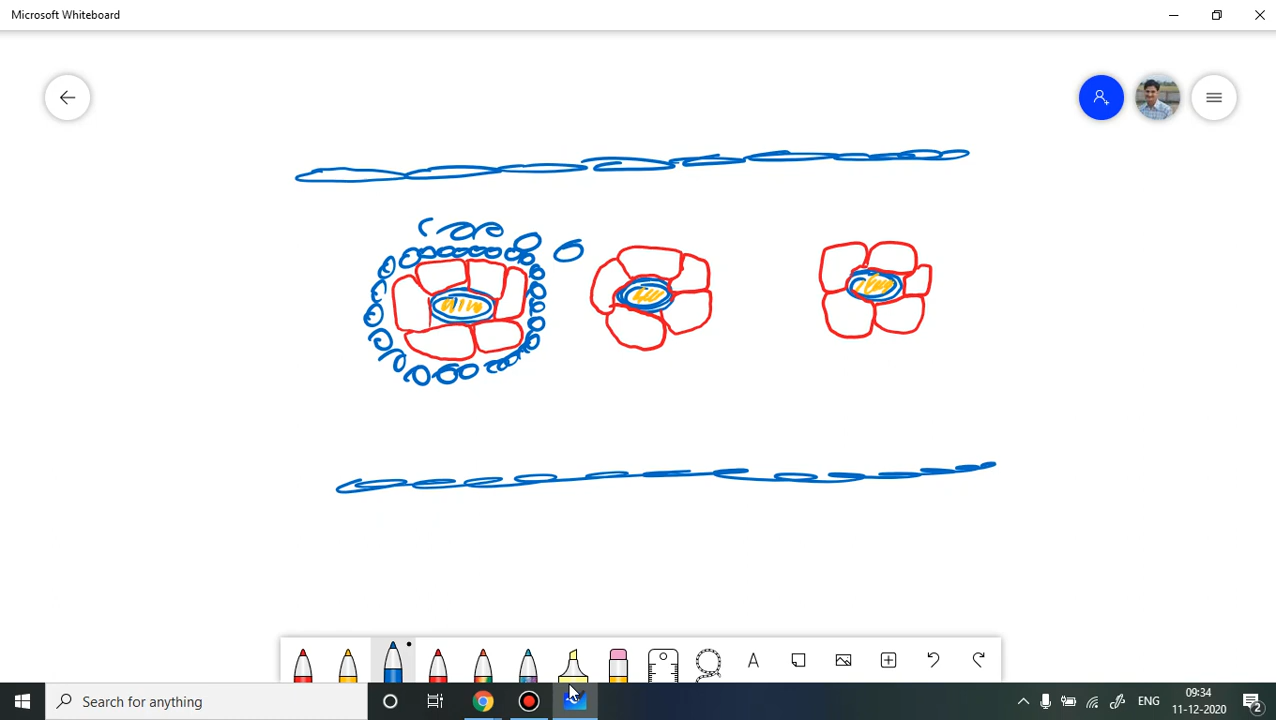 Microsoft Whiteboard
A
Search for anything
ENG
09:34
11-12-2020
2